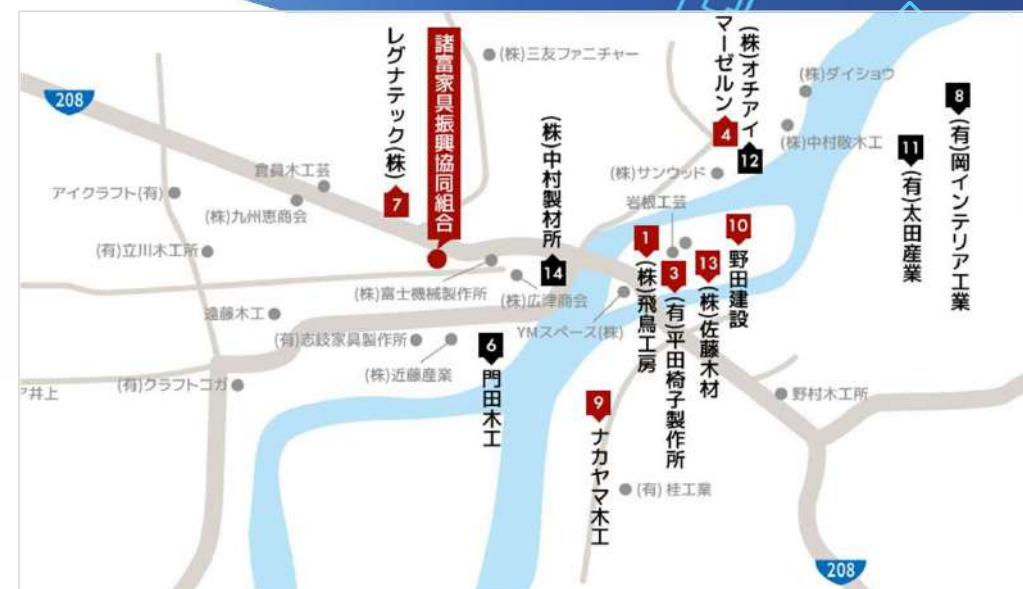 208
レグナテック(株)
7
諸富家具振興協同組合
(株)三友ファニチャー
マーゼルン
4
(株)オチアイ
12
(株)ダイショウ
(株)中村敬木工
8
(有)岡インテリア工業
11
(有)太田産業
倉員木工芸
アイクラフト(有)
(株)九州恵商会
(有)立川木工所
(株)中村製材所
14
(株)サンウッド
岩根工芸
1
(株)飛鳥工房
3
(有)平田椅子製作所
13
(株)佐藤木材
10
野田建設
(株)富士機械製作所
(株)広津商会
YMスペース(株)
遠藤木工
(有)志岐家具製作所
(株)近藤産業
6
門田木工
(有)クラフトコガ
ア井上
9
ナカヤマ木工
野村木工所
(有)桂工業
208